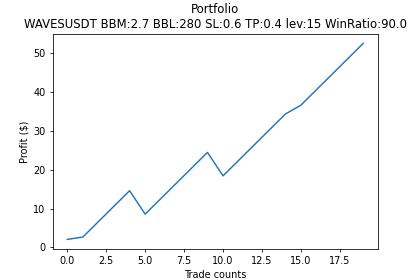 Portfolio
WAVESUSDT BBM:2.7 BBL:280 SL:0.6 TP:0.4 lev:15 WinRatio:90.0
50
40
30
20
10
0
Profit ($)
0.0 2.5 5.0 7.5 10.0 12.5 15.0 17.5
Trade counts